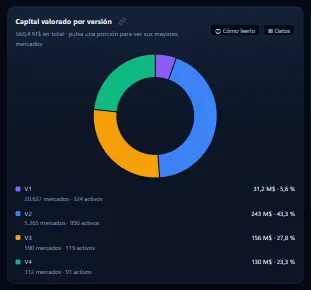 Capital valorado por versión
560,4 M$ en total · pulsa una porción para ver sus mayores
mercados
Cómo leerlo
Datos
V1
31,2 M$ · 5,6 %
20.637 mercados · 324 activos
V2
243 M$ · 43,3 %
5.365 mercados · 990 activos
V3
156 M$ · 27,8 %
590 mercados · 119 activos
V4
130 M$ · 23,3 %
312 mercados · 91 activos